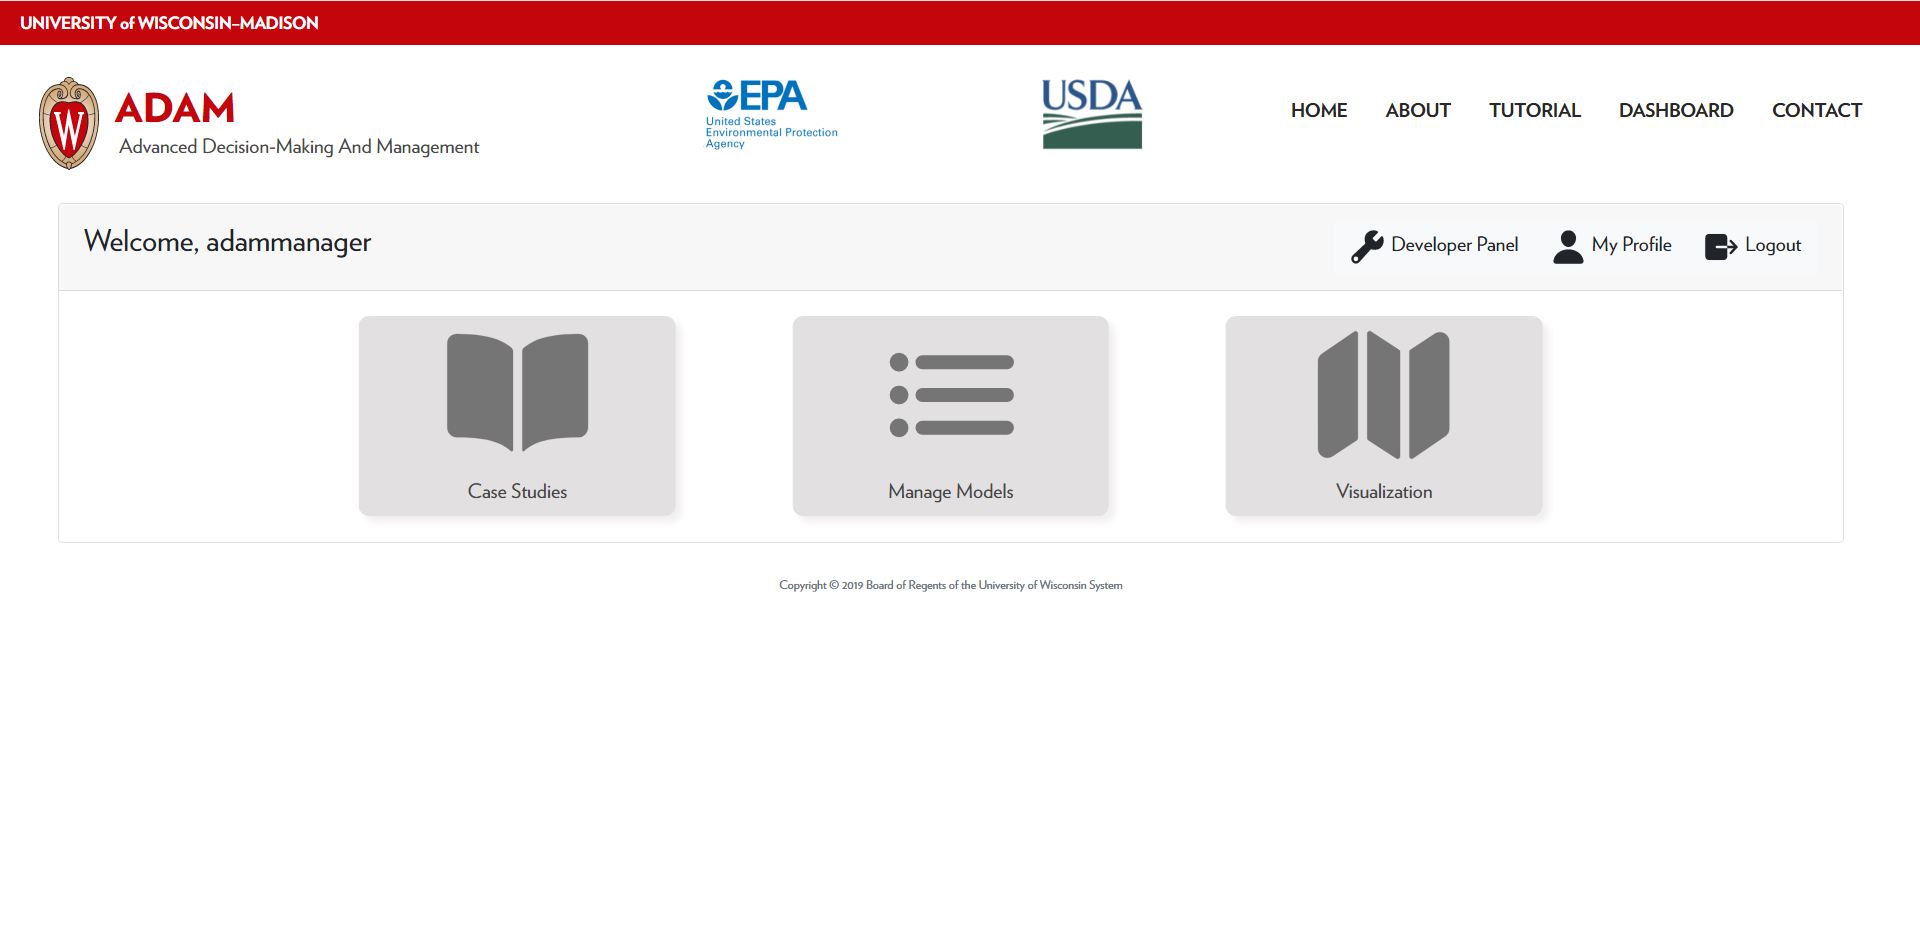 UNIVERSITY of WISCONSIN–MADISON
W
ADAM
Advanced Decision-Making And Management
EPA
United States
Environmental Protection
Agency
USDA
HOME ABOUT TUTORIAL DASHBOARD CONTACT
Welcome, adammanager
Developer Panel My Profile Logout
Case Studies
Manage Models
Visualization
Copyright © 2019 Board of Regents of the University of Wisconsin System